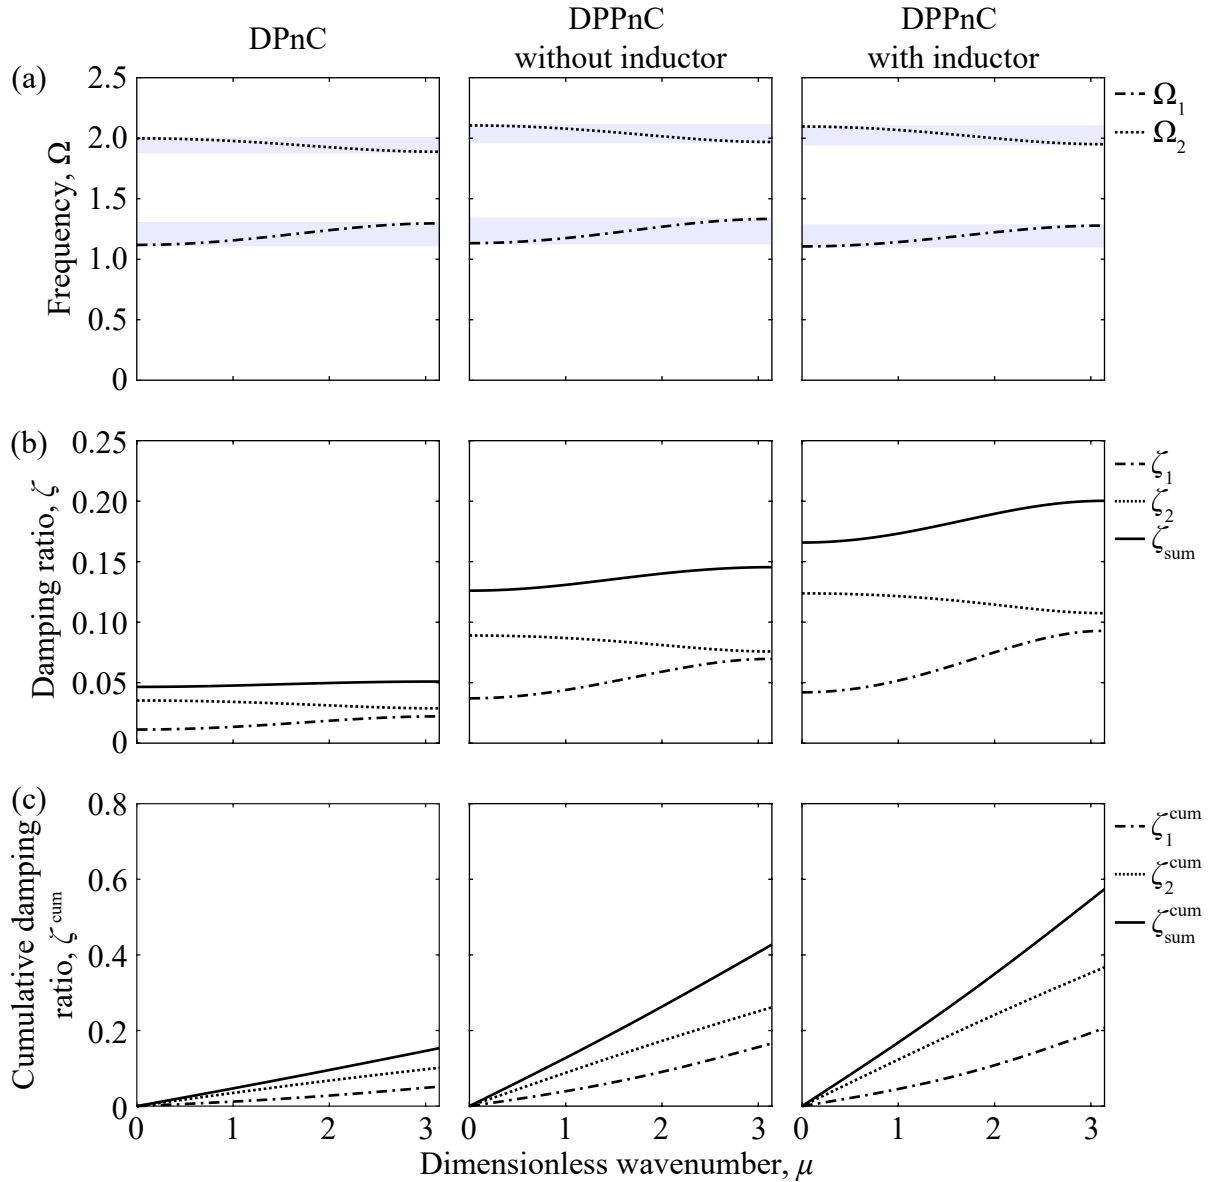 DPnC
DPPnC
without inductor
DPPnC
with inductor
(a)
Frequency, Ω
2.5
2.0
1.5
1.0
0.5
0
Ω₁
Ω₂
(b)
Damping ratio, ζ
0.25
0.20
0.15
0.10
0.05
0
ζ₁
ζ₂
ζsum
(c)
Cumulative damping
ratio, ζ cum
0.8
0.6
0.4
0.2
0
ζ₁cum
ζ₂cum
ζsumcum
0 1 2 3
0 1 2 3
0 1 2 3
Dimensionless wavenumber, μ